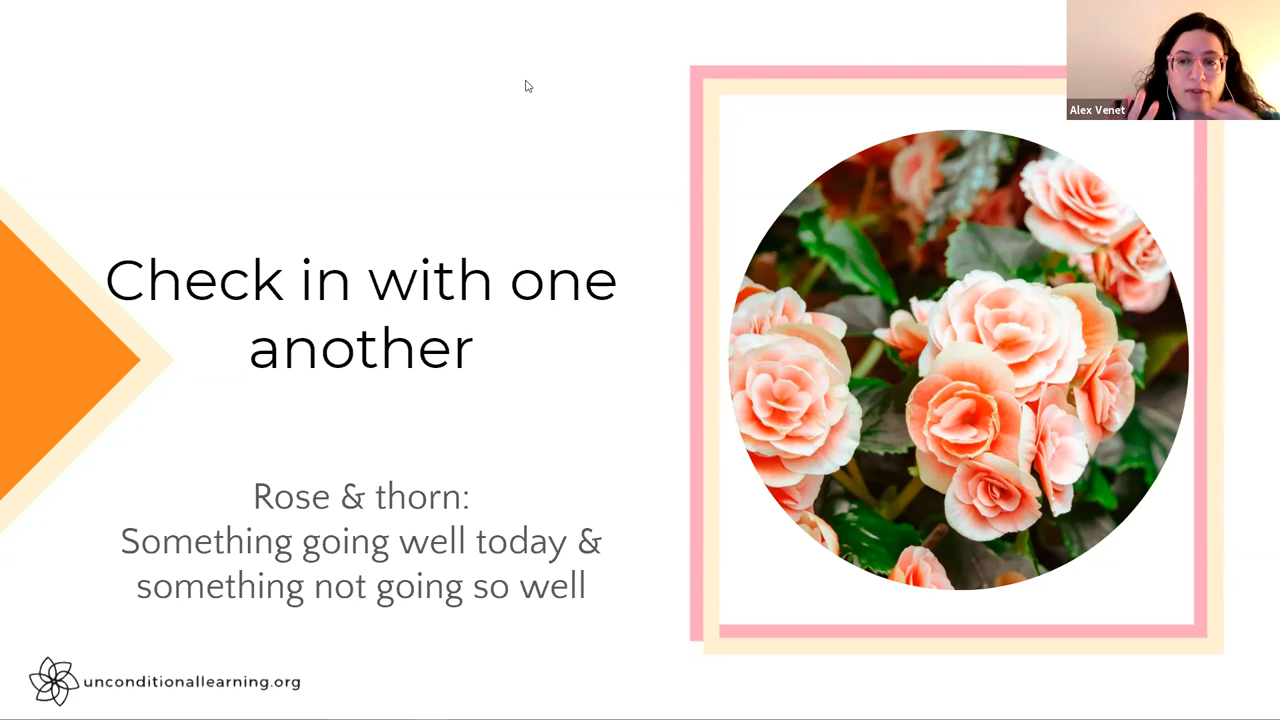 Alex Venet
Check in with one
another
Rose & thorn:
Something going well today &
something not going so well
unconditionallearning.org